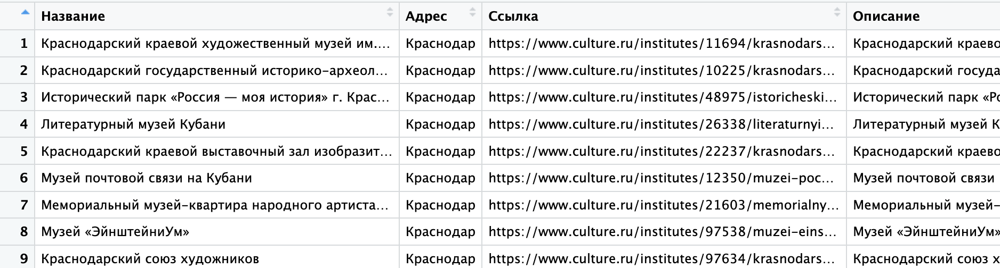 Название Адрес Ссылка Описание
1 Краснодарский краевой художественный музей им.... Краснодар https://www.culture.ru/institutes/11694/krasnodars... Краснодарский краево
2 Краснодарский государственный историко-археол... Краснодар https://www.culture.ru/institutes/10225/krasnodars... Краснодарский госуда
3 Исторический парк «Россия — моя история» г. Крас... Краснодар https://www.culture.ru/institutes/48975/istoricheski... Исторический парк «Ро
4 Литературный музей Кубани Краснодар https://www.culture.ru/institutes/26338/literaturnyi... Литературный музей К
5 Краснодарский краевой выставочный зал изобразит... Краснодар https://www.culture.ru/institutes/22237/krasnodars... Краснодарский краево
6 Музей почтовой связи на Кубани Краснодар https://www.culture.ru/institutes/12350/muzei-poc... Музей почтовой связи
7 Мемориальный музей-квартира народного артиста... Краснодар https://www.culture.ru/institutes/21603/memorialny... Мемориальный музей-
8 Музей «ЭйнштейниУм» Краснодар https://www.culture.ru/institutes/97538/muzei-eins... Музей «ЭйнштейниУм»
9 Краснодарский союз художников Краснодар https://www.culture.ru/institutes/97634/krasnodars... Краснодарский союз х